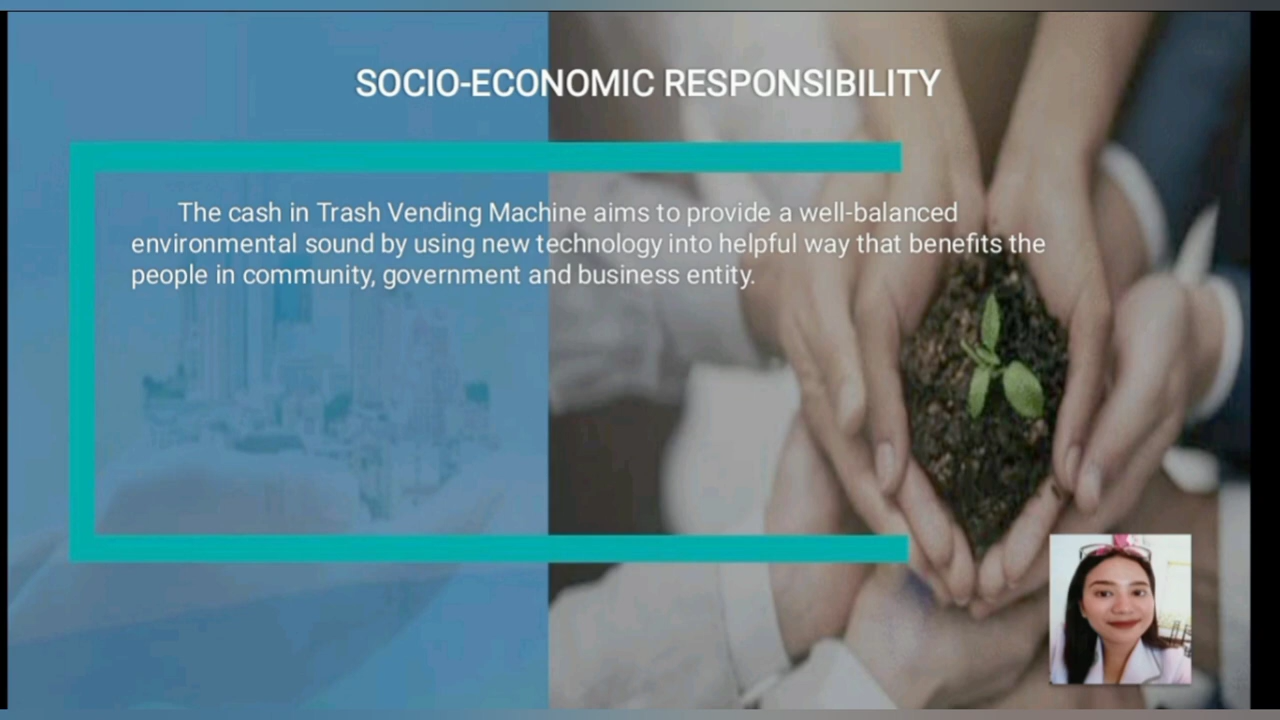 SOCIO-ECONOMIC RESPONSIBILITY
The cash in Trash Vending Machine aims to provide a well-balanced
environmental sound by using new technology into helpful way that benefits the
people in community, government and business entity.